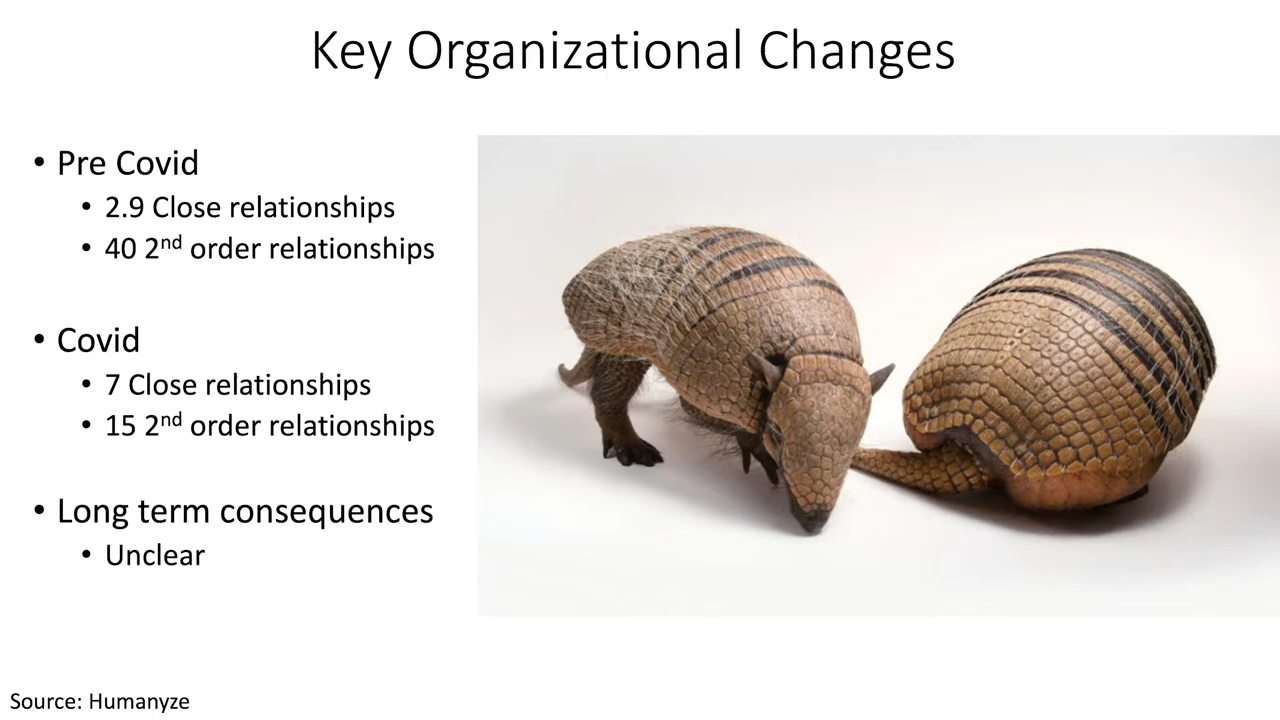 Key Organizational Changes
• Pre Covid
• 2.9 Close relationships
• 40 2nd order relationships
• Covid
• 7 Close relationships
• 15 2nd order relationships
• Long term consequences
• Unclear
Source: Humanyze